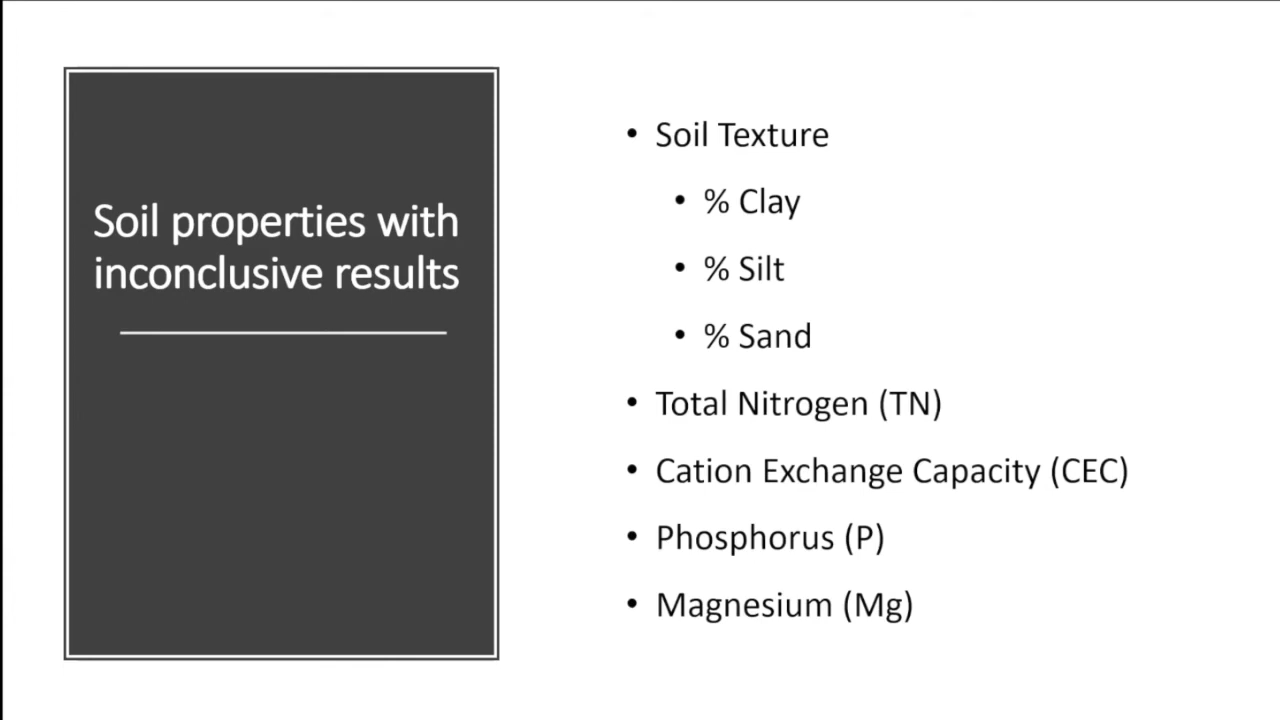 Soil properties with
inconclusive results
• Soil Texture
• % Clay
• % Silt
• % Sand
• Total Nitrogen (TN)
• Cation Exchange Capacity (CEC)
• Phosphorus (P)
• Magnesium (Mg)